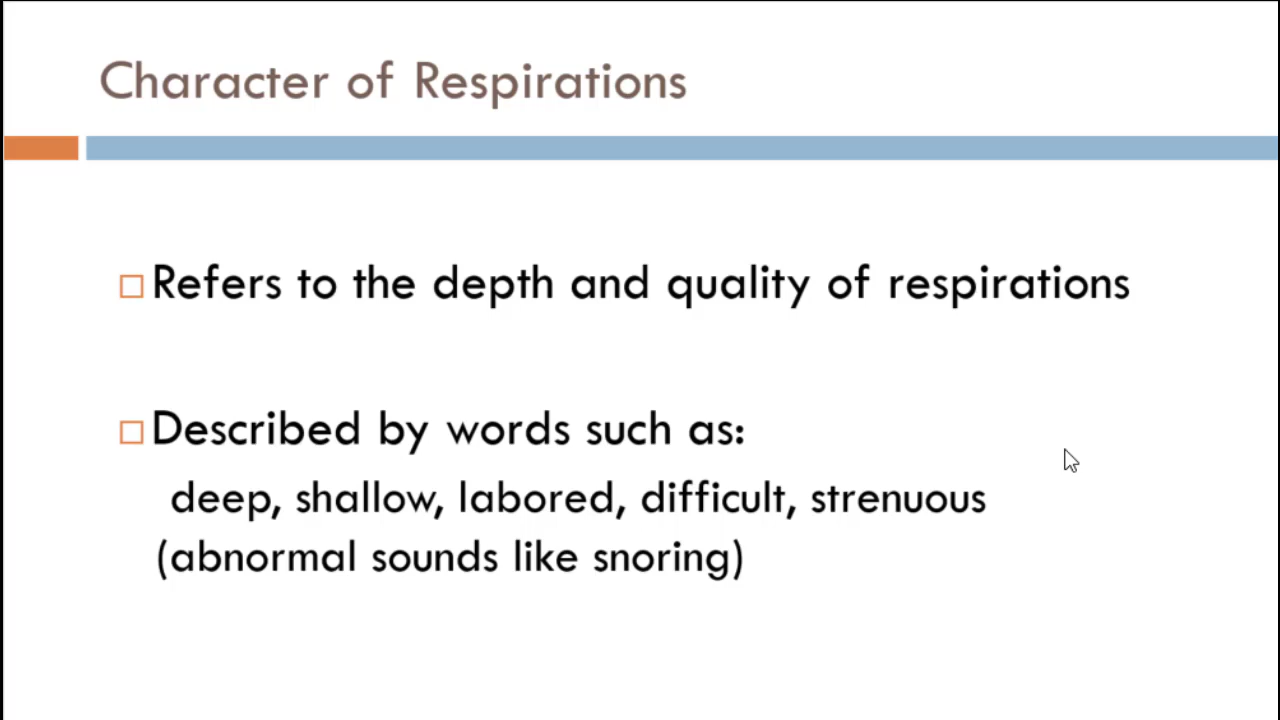 Character of Respirations
Refers to the depth and quality of respirations
Described by words such as:
deep, shallow, labored, difficult, strenuous
(abnormal sounds like snoring)